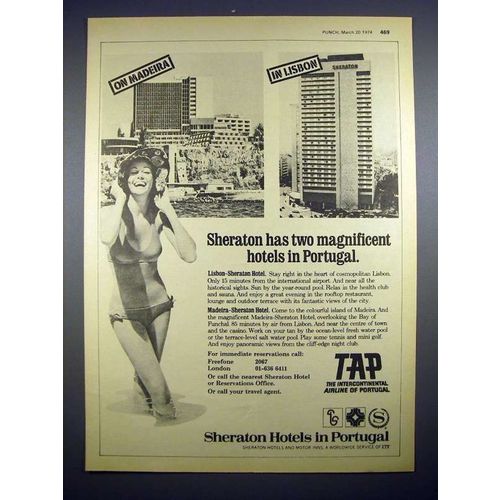 PUNCH, March 20 1974 469
ON MADEIRA
IN LISBON
SHERATON
Sheraton has two magnificent
hotels in Portugal.
Lisbon-Sheraton Hotel. Stay right in the heart of cosmopolitan Lisbon.
Only 15 minutes from the international airport. And near all the
historical sights. Sun by the year-round pool. Relax in the health club
and sauna. And enjoy a great evening in the rooftop restaurant,
lounge and outdoor terrace with its fantastic views of the city.
Madeira-Sheraton Hotel. Come to the colourful island of Madeira. And
the magnificent Madeira-Sheraton Hotel, overlooking the Bay of
Funchal. 85 minutes by air from Lisbon. And near the centre of town
and the casino. Work on your tan by the ocean-level fresh water pool
or the terrace-level salt water pool. Play some tennis and mini golf.
And enjoy panoramic views from the cliff-edge night club.
For immediate reservations call:
Freefone 2067
London 01-636 6411
Or call the nearest Sheraton Hotel
or Reservations Office.
Or call your travel agent.
TAP
THE INTERCONTINENTAL
AIRLINE OF PORTUGAL
S
Sheraton Hotels in Portugal
SHERATON HOTELS AND MOTOR INNS, A WORLDWIDE SERVICE OF ITT